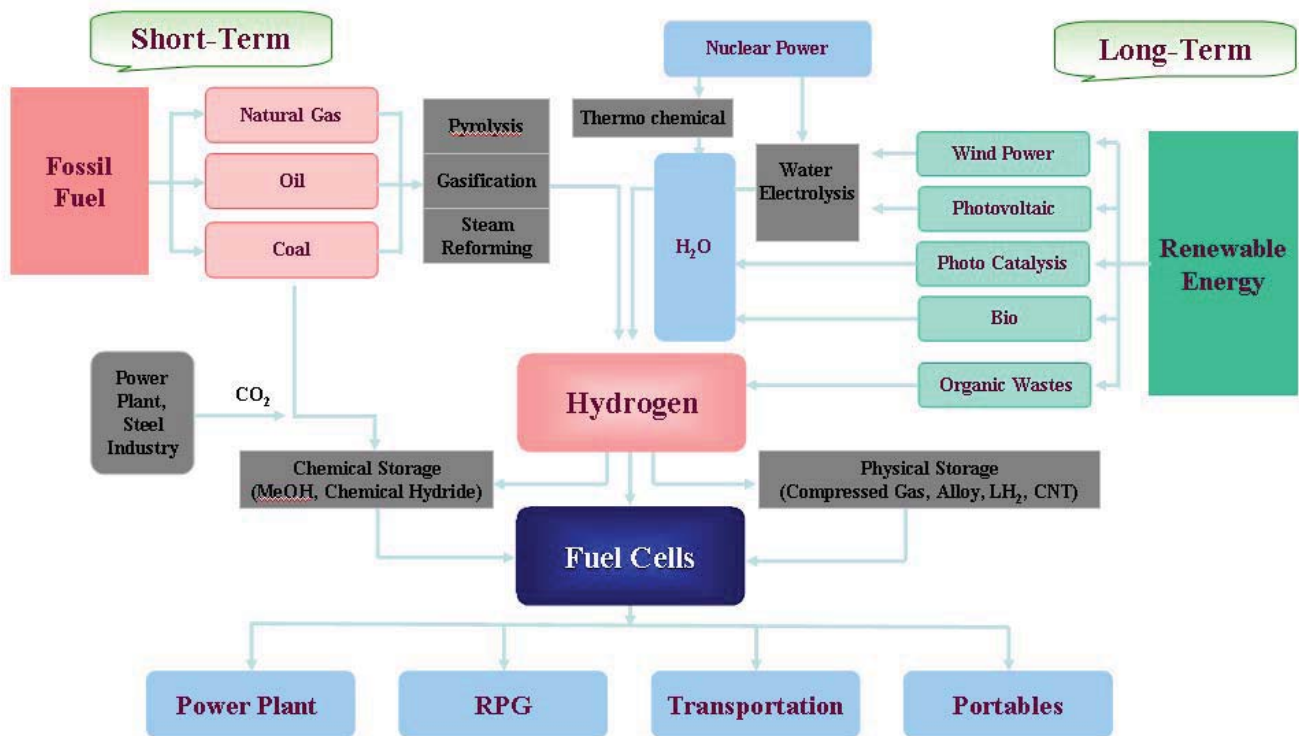 Short-Term
Nuclear Power
Long-Term
Fossil
Fuel
Natural Gas
Oil
Coal
Pyrolysis
Gasification
Steam
Reforming
Thermo chemical
H₂O
Water
Electrolysis
Wind Power
Photovoltaic
Photo Catalysis
Bio
Organic Wastes
Renewable
Energy
Power
Plant,
Steel
Industry
CO₂
Hydrogen
Chemical Storage
(MeOH, Chemical Hydride)
Physical Storage
(Compressed Gas, Alloy, LH₂, CNT)
Fuel Cells
Power Plant
RPG
Transportation
Portables